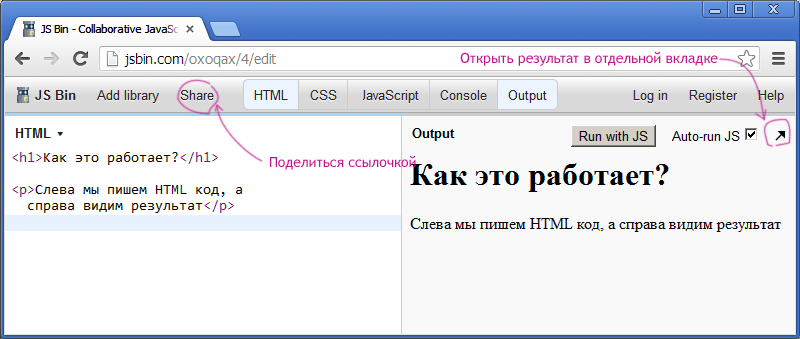 JS Bin - Collaborative JavaSc
jsbin.com/oxoqax/4/edit
Открыть результат в отдельной вкладке
JS Bin Add library Share HTML CSS JavaScript Console Output Log in Register Help
HTML
<h1>Как это работает?</h1>
<p>Слева мы пишем HTML код, а
справа видим результат</p>
Поделиться ссылочкой
Output Run with JS Auto-run JS
Как это работает?
Слева мы пишем HTML код, а справа видим результат